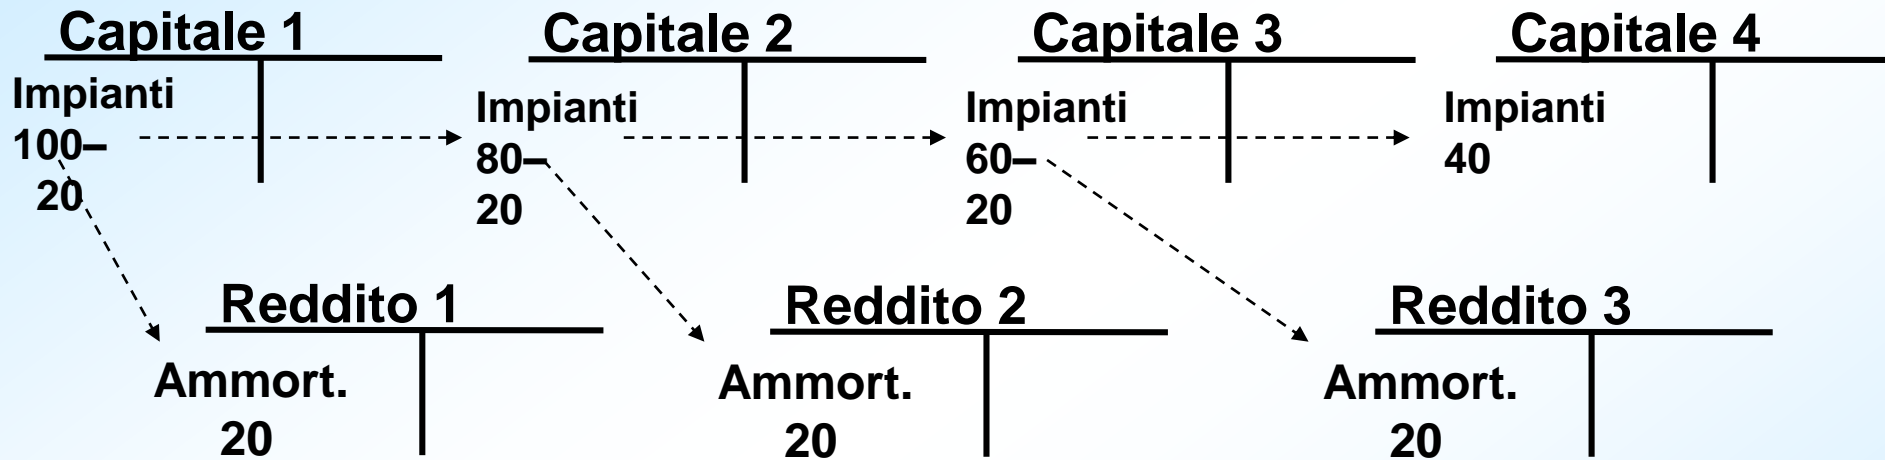 Capitale 1
Capitale 2
Capitale 3
Capitale 4
Impianti
100–
20
Impianti
80–
20
Impianti
60–
20
Impianti
40
Reddito 1
Reddito 2
Reddito 3
Ammort.
20
Ammort.
20
Ammort.
20